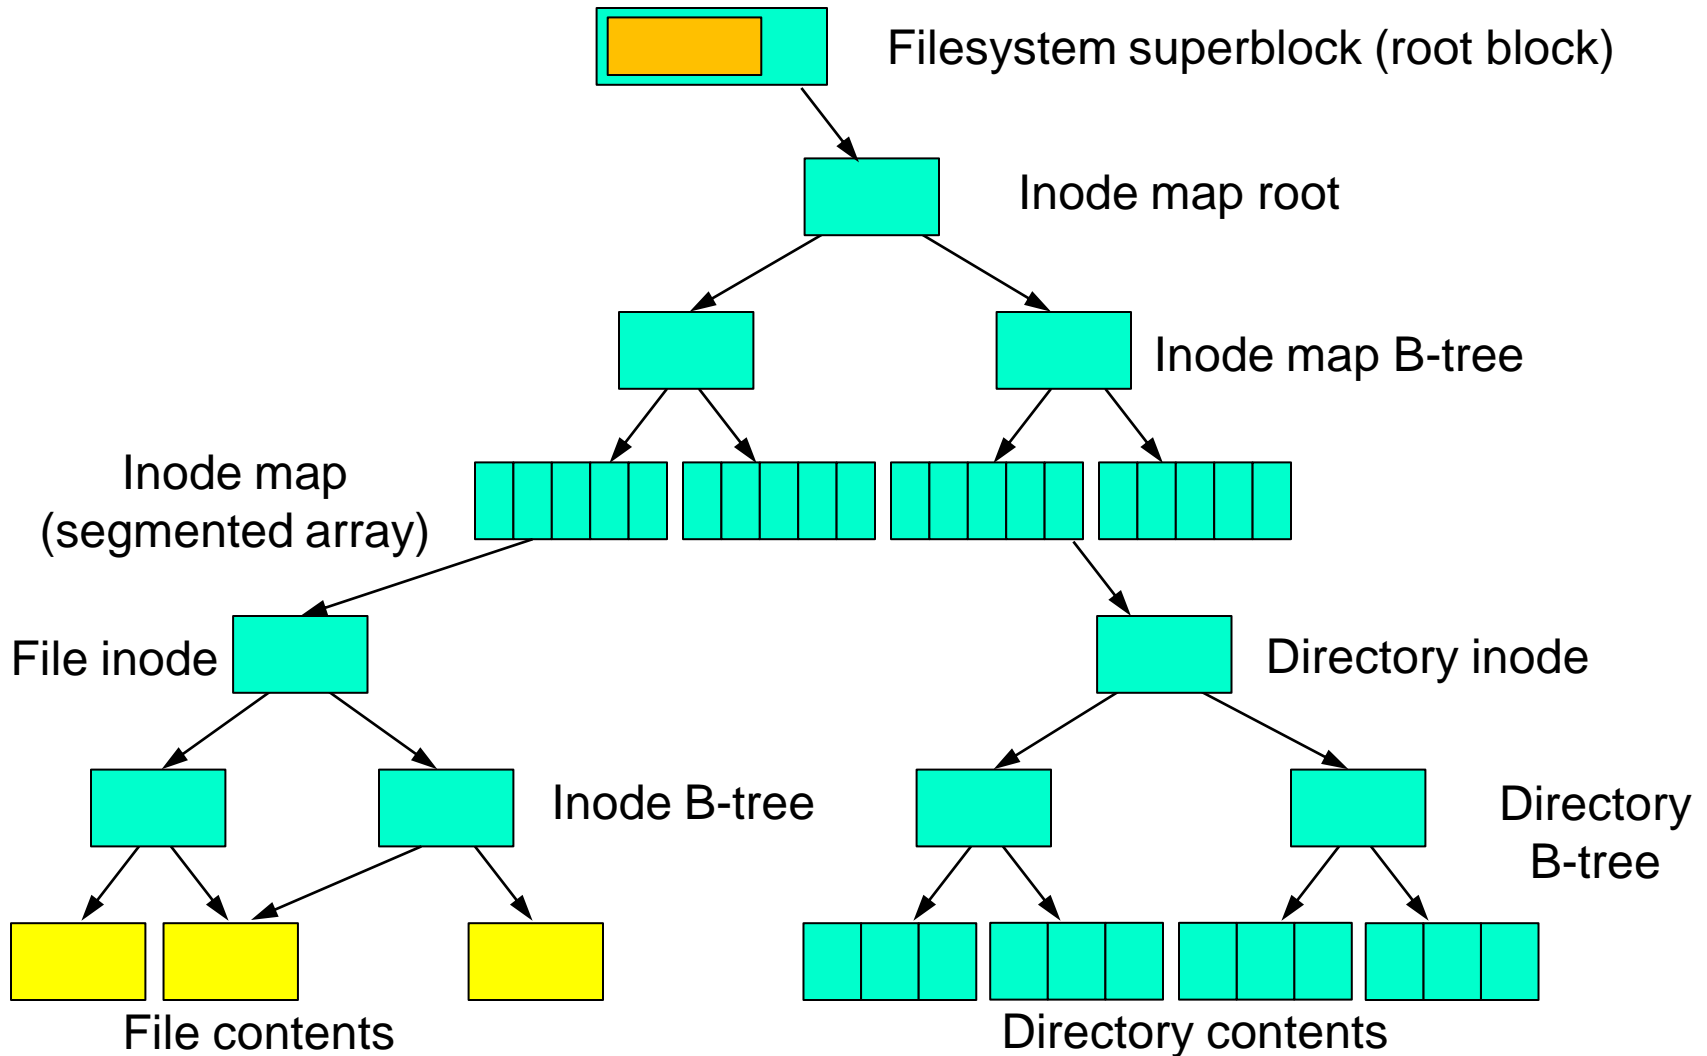 Filesystem superblock (root block)
Inode map root
Inode map B-tree
Inode map
(segmented array)
File inode
Directory inode
Inode B-tree
Directory
B-tree
File contents
Directory contents